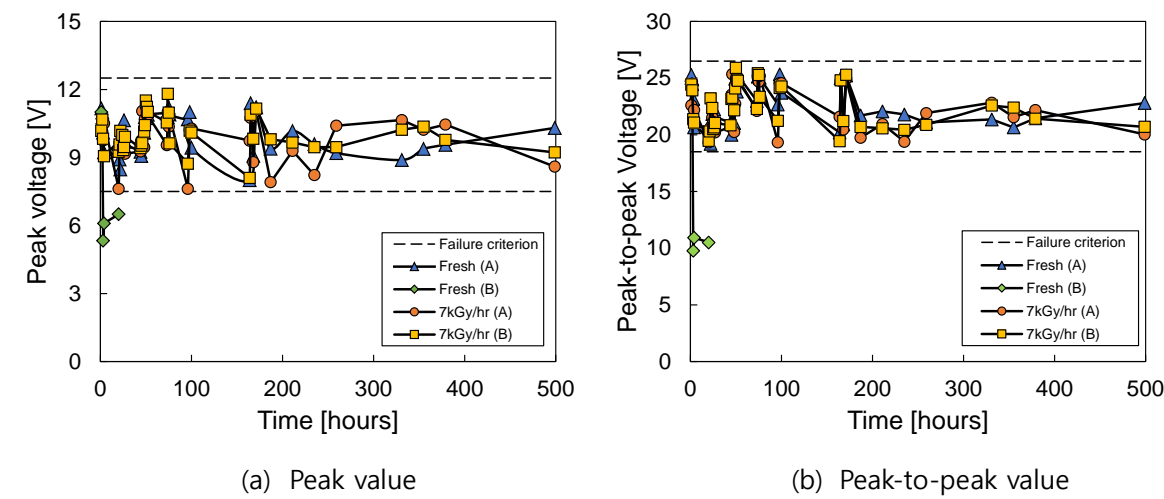 15
12
9
6
3
0
Peak voltage [V]
Failure criterion
Fresh (A)
Fresh (B)
7kGy/hr (A)
7kGy/hr (B)
0 100 200 300 400 500
Time [hours]
(a) Peak value
30
25
20
15
10
5
0
Peak-to-peak Voltage [V]
Failure criterion
Fresh (A)
Fresh (B)
7kGy/hr (A)
7kGy/hr (B)
0 100 200 300 400 500
Time [hours]
(b) Peak-to-peak value